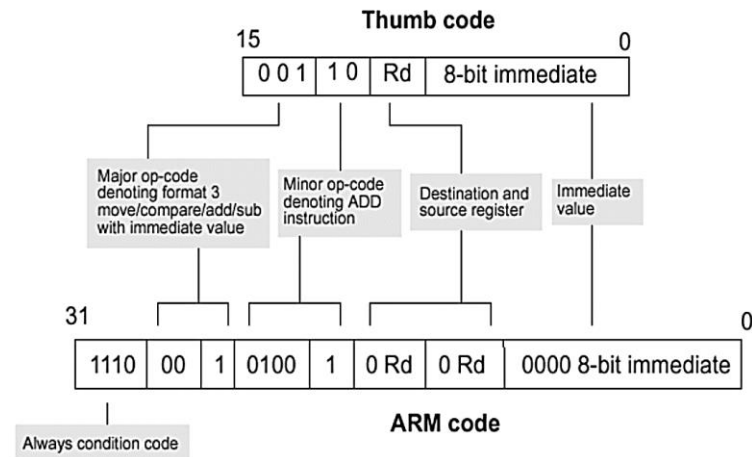 Thumb code
15 0
0 0 1 1 0 Rd 8-bit immediate
Major op-code
denoting format 3
move/compare/add/sub
with immediate value
Minor op-code
denoting ADD
instruction
Destination and
source register
Immediate
value
31 0
1110 00 1 0100 1 0 Rd 0 Rd 0000 8-bit immediate
ARM code
Always condition code